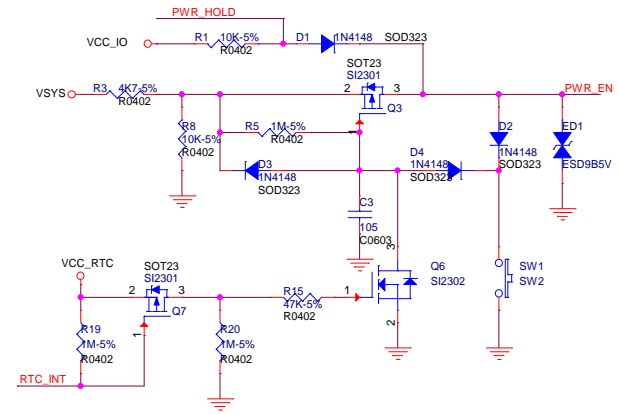 PWR_HOLD
R1 10K-5% D1 1N4148 SOD323
VCC_IO R0402
SOT23
SI2301
R3 4K7-5% 2 3 PWR_EN
VSYS R0402 Q3
R8 R5 1M-5% 1 D2 ED1
10K-5% R0402 1N4148
R0402 D4 SOD323
D3 1N4148 ESD9B5V
1N4148 SOD323
SOD323
C3
105
C0603
VCC_RTC SOT23 3 Q6 SW1
SI2301 SI2302 SW2
2 3 R15 1
Q7 47K-5%
R19 1 R20 R0402 2
1M-5% 1M-5%
R0402 R0402
RTC_INT